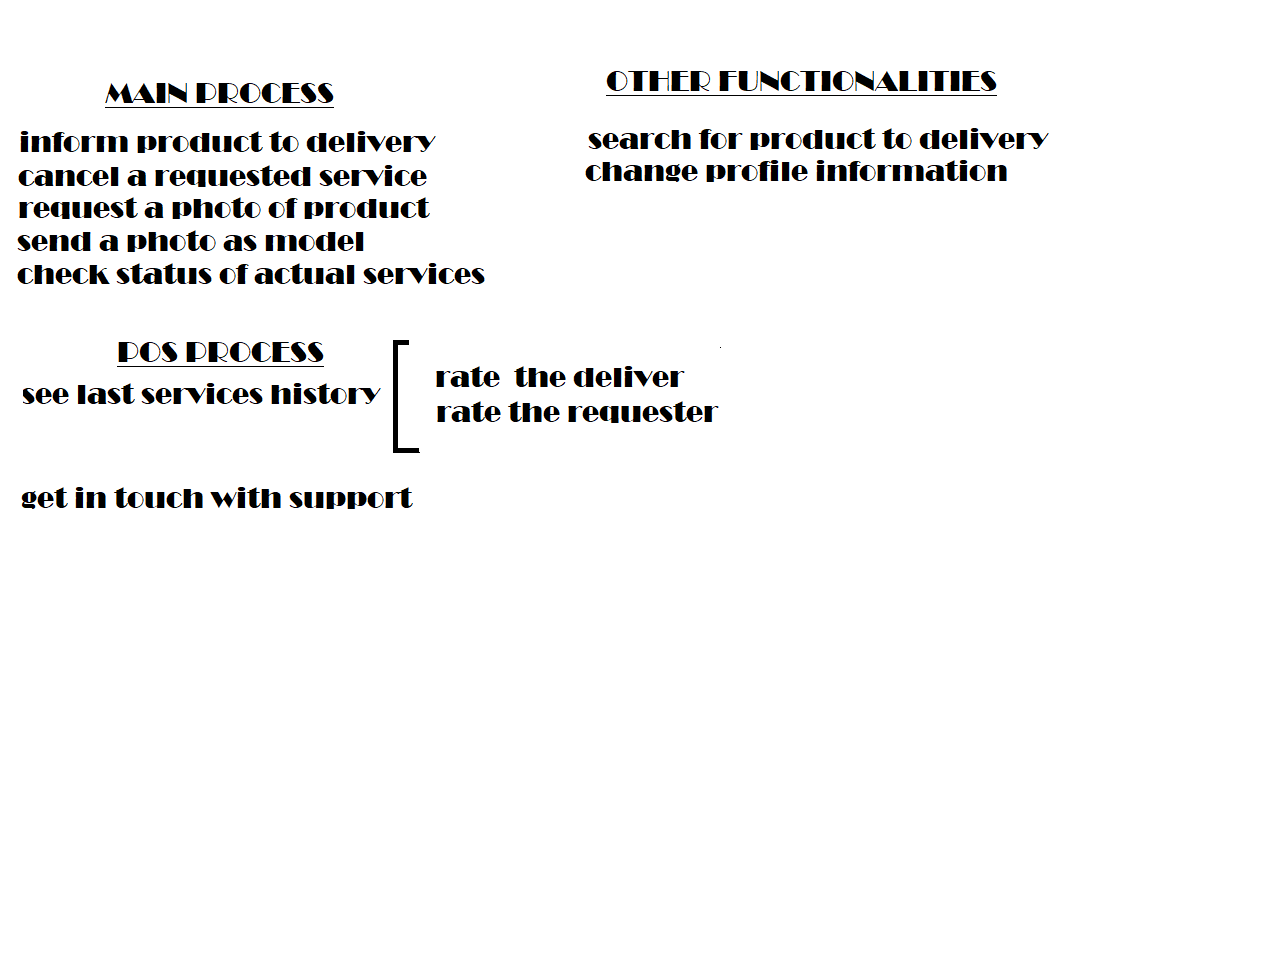 MAIN PROCESS
inform product to delivery
cancel a requested service
request a photo of product
send a photo as model
check status of actual services
OTHER FUNCTIONALITIES
search for product to delivery
change profile information
POS PROCESS
see last services history
rate the deliver
rate the requester
get in touch with support